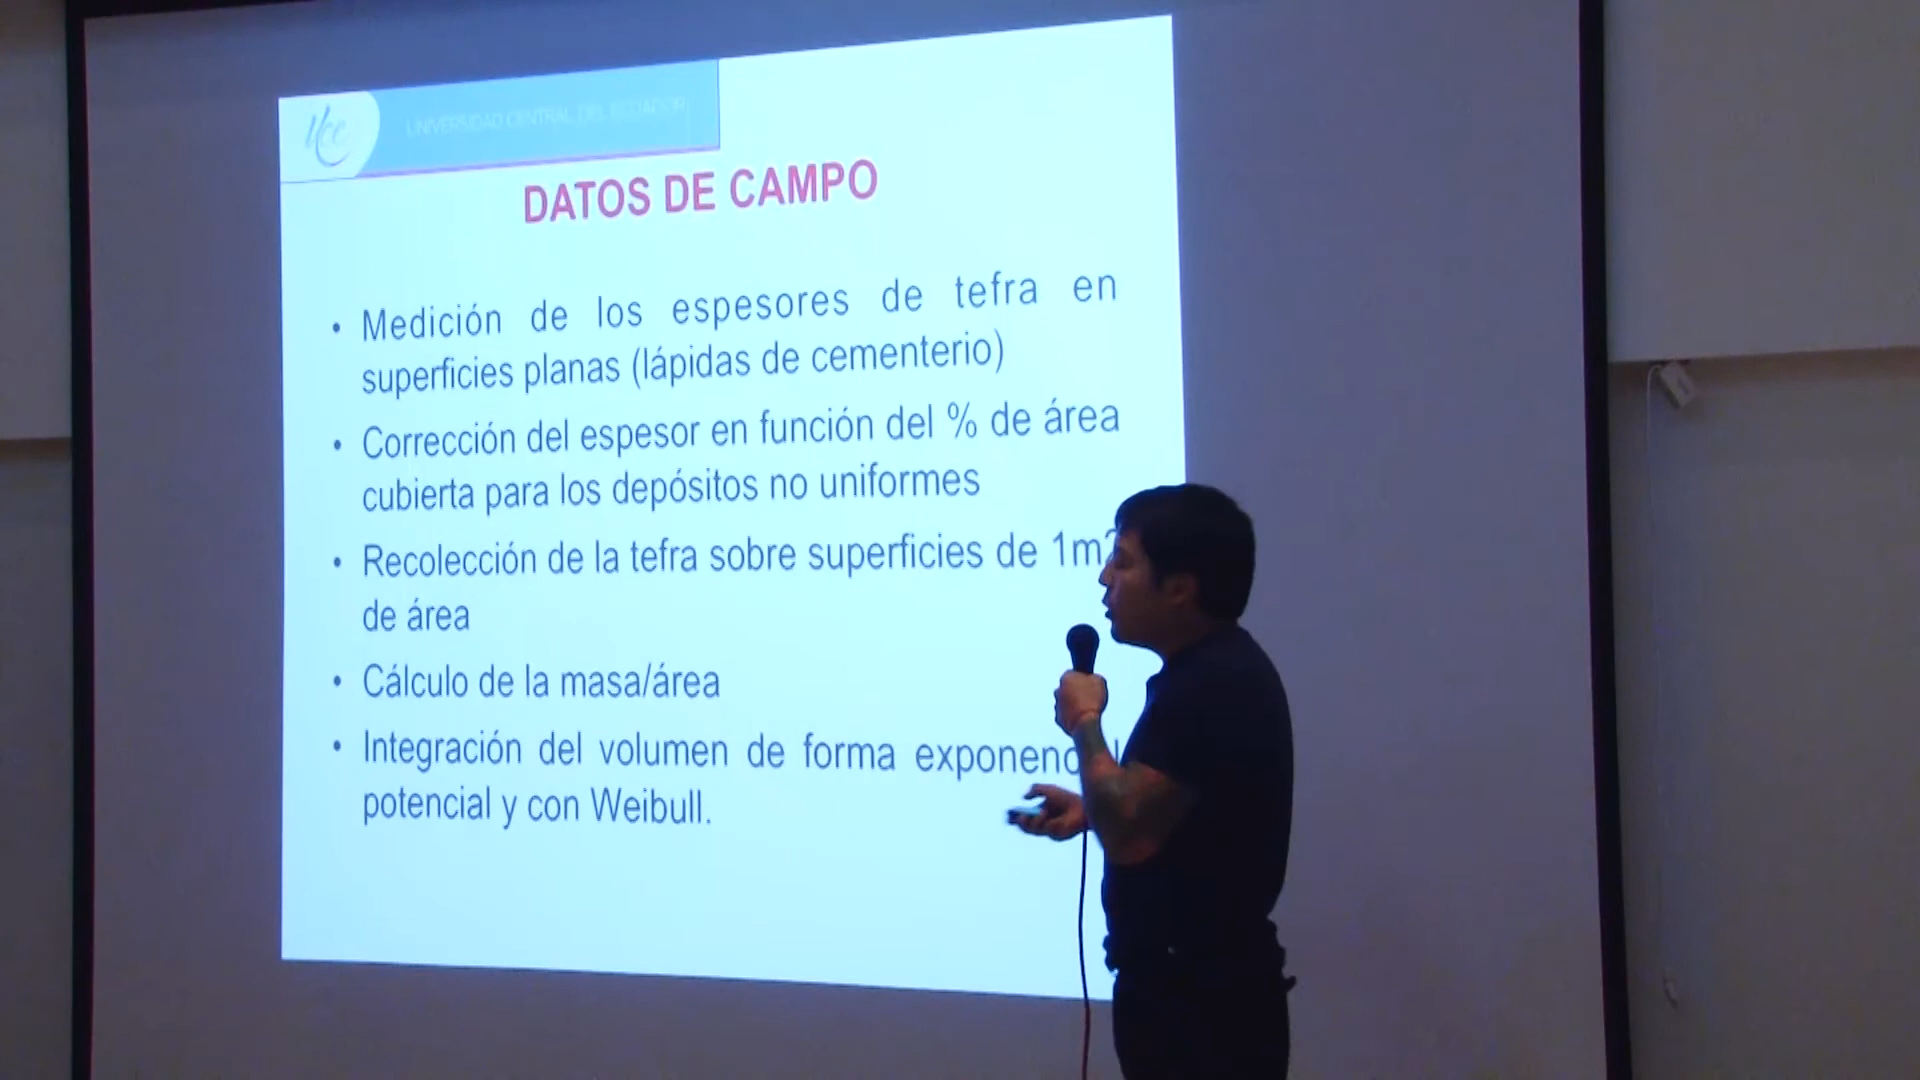 UNIVERSIDAD CENTRAL DEL ECUADOR
DATOS DE CAMPO
• Medición de los espesores de tefra en
superficies planas (lápidas de cementerio)
• Corrección del espesor en función del % de área
cubierta para los depósitos no uniformes
• Recolección de la tefra sobre superficies de 1m2
de área
• Cálculo de la masa/área
• Integración del volumen de forma
potencial y con Weibull.